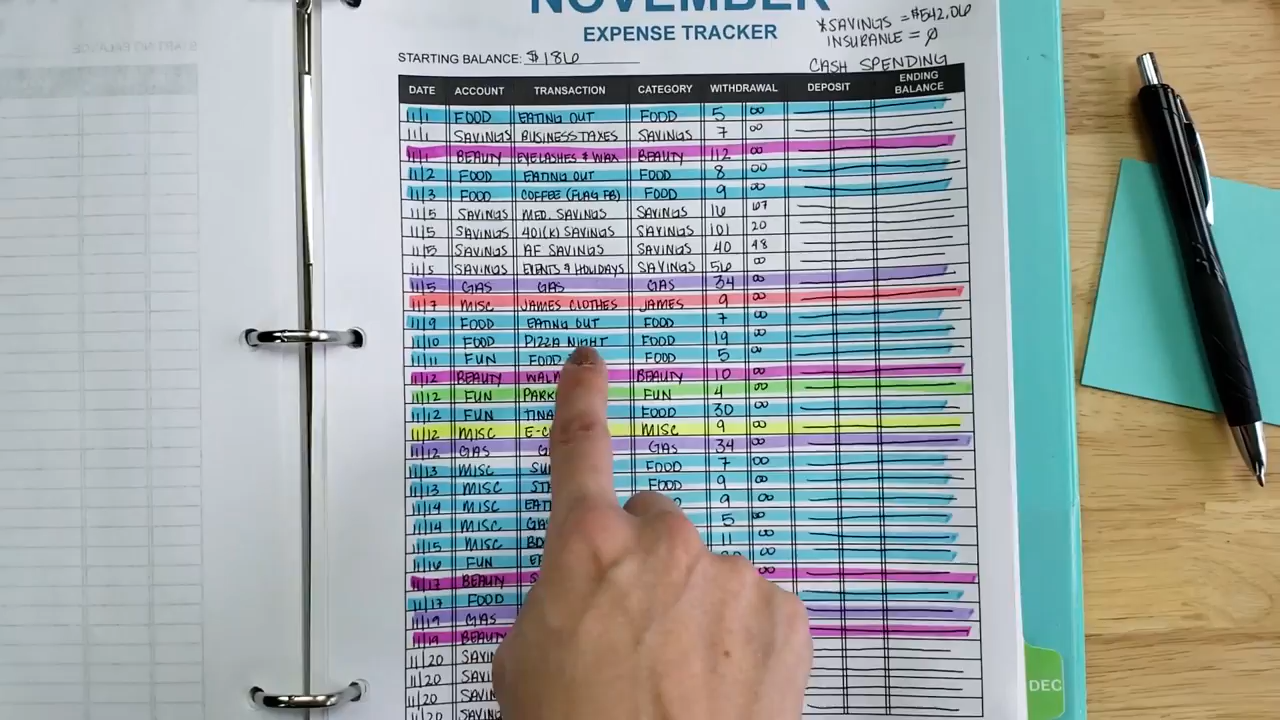 NOVEMBER
EXPENSE TRACKER
*SAVINGS = $542.06
INSURANCE = ∅
STARTING BALANCE: $186
CASH SPENDING
DATE ACCOUNT TRANSACTION CATEGORY WITHDRAWAL DEPOSIT ENDING BALANCE
11/1 FOOD EATING OUT FOOD 5 00
11/1 SAVINGS BUSINESS TAXES SAVINGS 7 00
11/1 BEAUTY EYELASHES & WAX BEAUTY 112 00
11/2 FOOD EATING OUT FOOD 8 00
11/3 FOOD COFFEE (FLAG FB) FOOD 9 00
11/5 SAVINGS MED. SAVINGS SAVINGS 16 67
11/5 SAVINGS 401(K) SAVINGS SAVINGS 101 20
11/5 SAVINGS AF SAVINGS SAVINGS 40 48
11/5 SAVINGS EVENTS & HOLIDAYS SAVINGS 56 00
11/5 GAS GAS GAS 34 00
11/7 MISC JAMES CLOTHES JAMES 9 00
11/9 FOOD EATING OUT FOOD 7 00
11/10 FOOD PIZZA NIGHT FOOD 19 00
11/11 FUN FOOD FOOD 5 00
11/12 BEAUTY BEAUTY 10 00
11/12 FUN FUN 4 00
11/12 FUN FOOD 30 00
11/12 MISC MISC 9 00
11/12 GAS GAS 34 00
11/13 MISC FOOD 7 00
11/13 MISC FOOD 9 00
11/14 MISC 9 00
11/14 MISC 5 00
11/15 MISC 11 00
11/16 FUN 00
11/17 BEAUTY 00
11/17 FOOD
11/19 GAS
11/19 BEAUTY
11/20
11/20
11/20
11/20
DEC